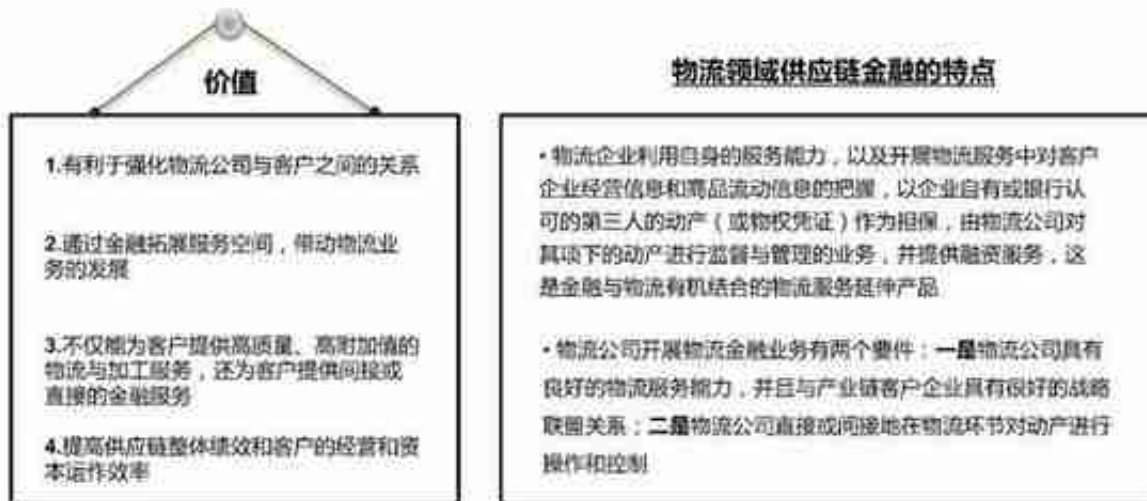 价值
1.有利于强化物流公司与客户之间的关系
2.通过金融拓展服务空间，带动物流业
务的发展
3.不仅能为客户提供高质量、高附加值的
物流与加工服务，还为客户提供间接或
直接的金融服务
4.提高供应链整体绩效和客户的经营和资
本运作效率
物流领域供应链金融的特点
• 物流企业利用自身的服务能力，以及开展物流服务中对客户
企业经营信息和商品流动信息的把握，以企业自有或银行认
可的第三人的动产（或物权凭证）作为担保，由物流公司对
其项下的动产进行监督与管理的业务，并提供融资服务，这
是金融与物流有机结合的物流服务延伸产品
• 物流公司开展物流金融业务有两个要件：一是物流公司具有
良好的物流服务能力，并且与产业链客户企业具有很好的战略
联盟关系；二是物流公司直接或间接地在物流环节对动产进行
操作和控制